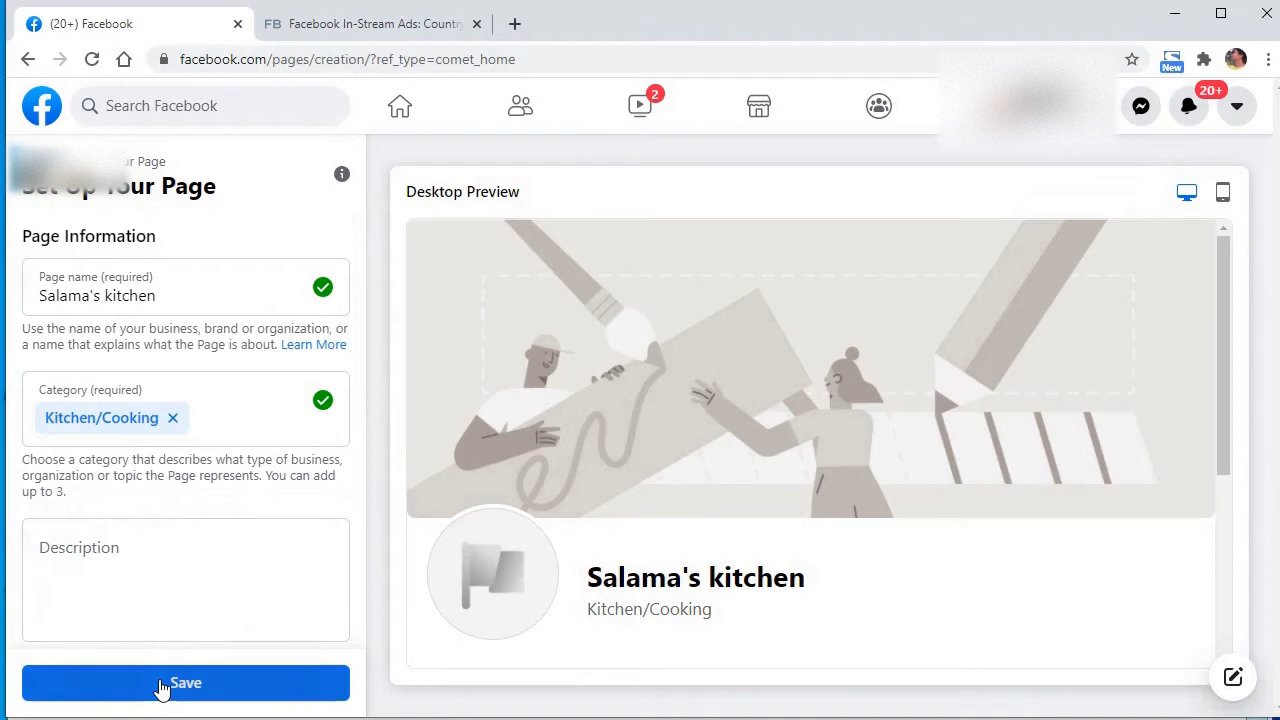 (20+) Facebook
FB Facebook In-Stream Ads: Countr
facebook.com/pages/creation/?ref_type=comet_home
New
Search Facebook
2
20+
Page
Set Up Your Page
Page Information
Page name (required)
Salama's kitchen
Use the name of your business, brand or organization, or
a name that explains what the Page is about. Learn More
Category (required)
Kitchen/Cooking
Choose a category that describes what type of business,
organization or topic the Page represents. You can add
up to 3.
Description
Save
Desktop Preview
Salama's kitchen
Kitchen/Cooking